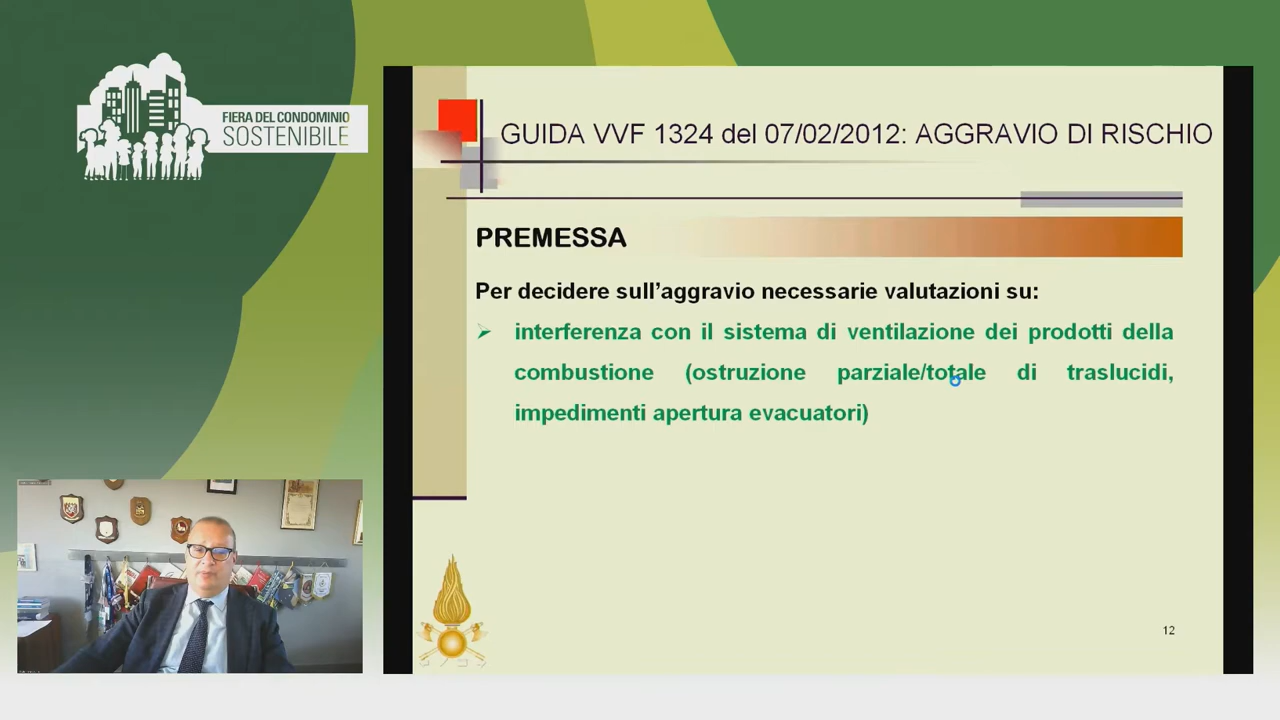 FIERA DEL CONDOMINIO
SOSTENIBILE
GUIDA VVF 1324 del 07/02/2012: AGGRAVIO DI RISCHIO
PREMESSA
Per decidere sull’aggravio necessarie valutazioni su:
interferenza con il sistema di ventilazione dei prodotti della
combustione (ostruzione parziale/totale di traslucidi,
impedimenti apertura evacuatori)
12